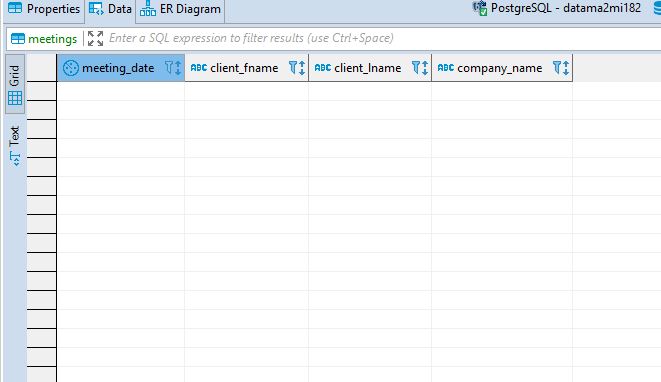 Properties Data ER Diagram PostgreSQL - datama2mi182
meetings Enter a SQL expression to filter results (use Ctrl+Space)
Grid
Text
meeting_date ABC client_fname ABC client_lname ABC company_name